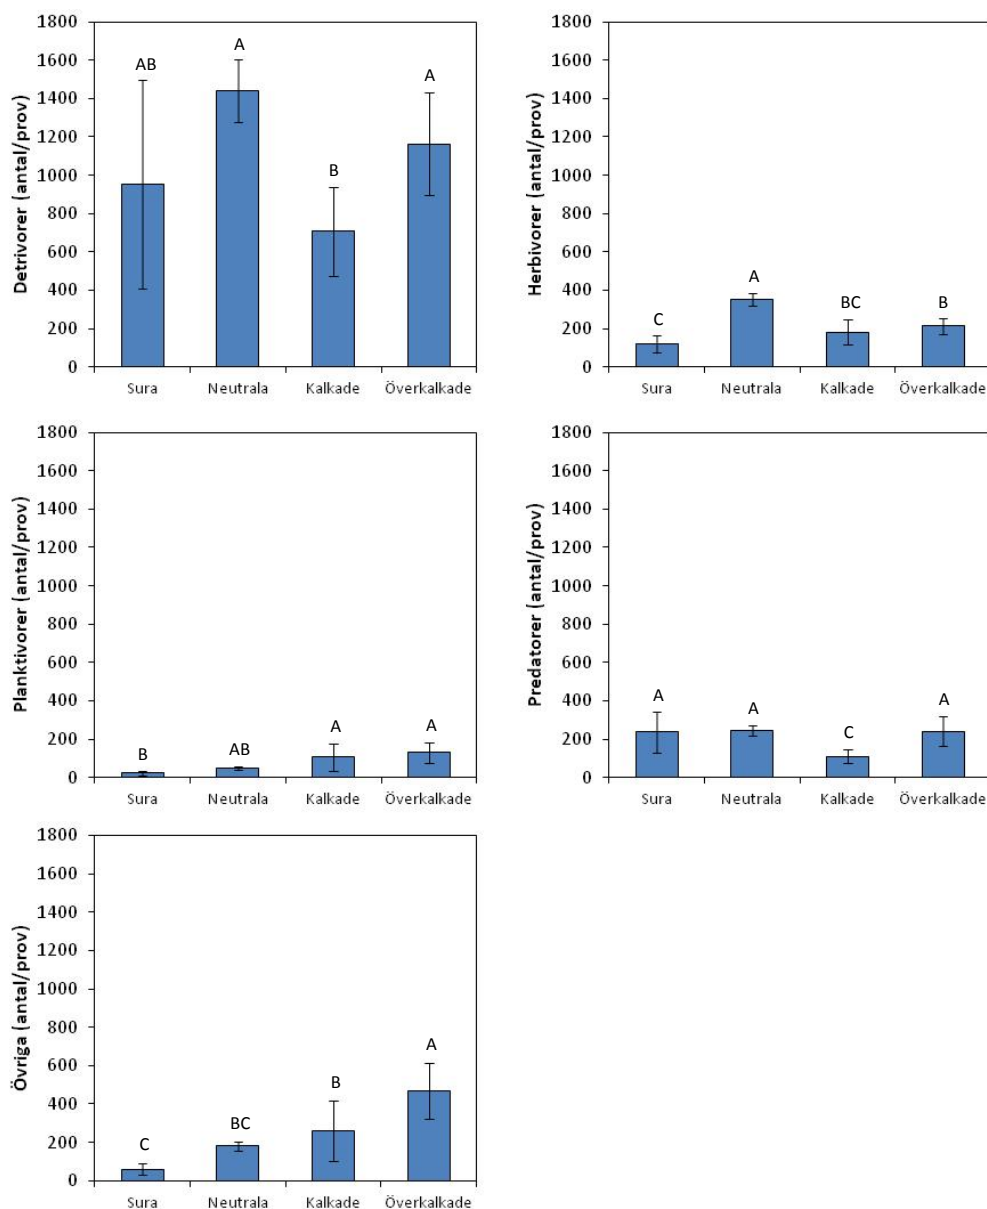 Detrivorer (antal/prov)
1800
1600
1400
1200
1000
800
600
400
200
0
AB
A
B
A
Sura
Neutrala
Kalkade
Överkalkade
Herbivorer (antal/prov)
1800
1600
1400
1200
1000
800
600
400
200
0
C
A
BC
B
Sura
Neutrala
Kalkade
Överkalkade
Planktivorer (antal/prov)
1800
1600
1400
1200
1000
800
600
400
200
0
B
AB
A
A
Sura
Neutrala
Kalkade
Överkalkade
Predatorer (antal/prov)
1800
1600
1400
1200
1000
800
600
400
200
0
A
A
C
A
Sura
Neutrala
Kalkade
Överkalkade
Övriga (antal/prov)
1800
1600
1400
1200
1000
800
600
400
200
0
C
BC
B
A
Sura
Neutrala
Kalkade
Överkalkade